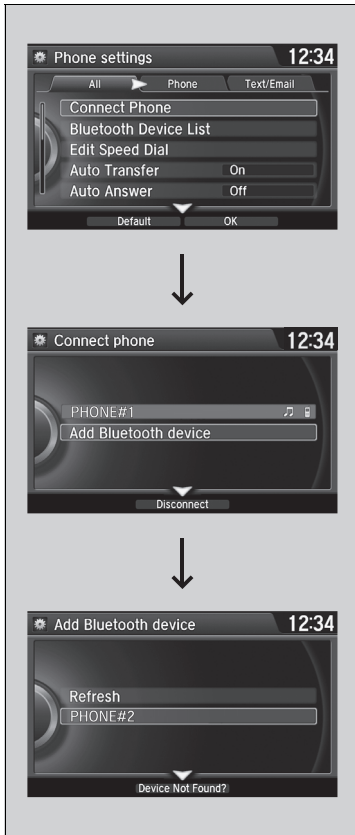 Phone settings 12:34
All Phone Text/Email
Connect Phone
Bluetooth Device List
Edit Speed Dial
Auto Transfer On
Auto Answer Off
Default OK
Connect phone 12:34
PHONE#1
Add Bluetooth device
Disconnect
Add Bluetooth device 12:34
Refresh
PHONE#2
Device Not Found?